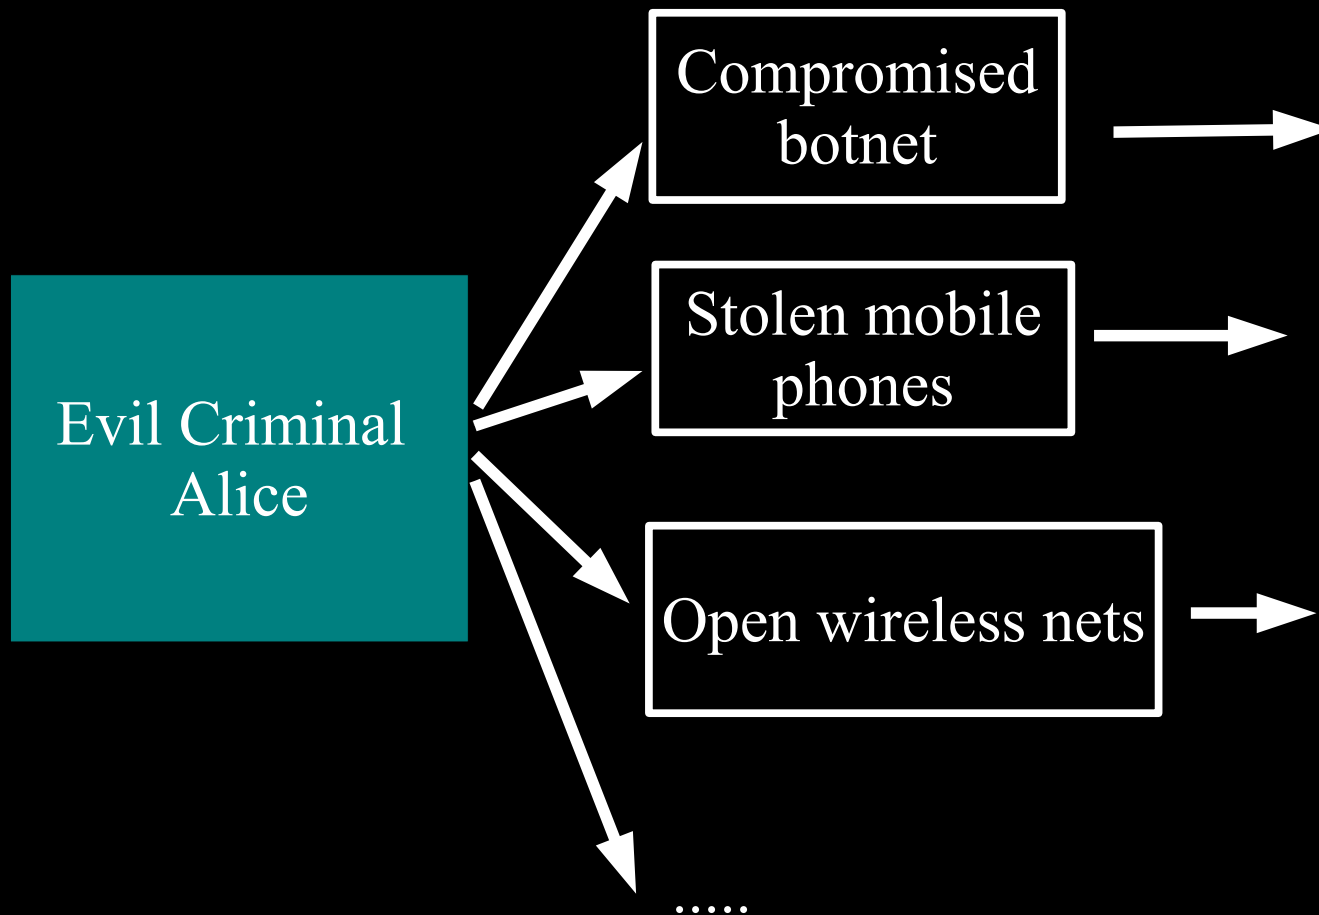 Compromised
botnet
Stolen mobile
phones
Evil Criminal
Alice
Open wireless nets
.....